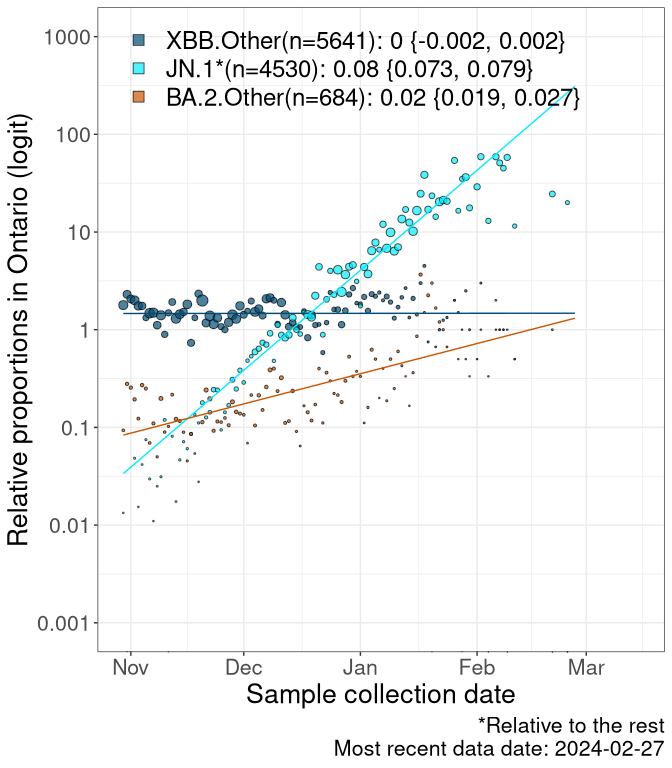 XBB.Other(n=5641): 0 {-0.002, 0.002}
JN.1*(n=4530): 0.08 {0.073, 0.079}
BA.2.Other(n=684): 0.02 {0.019, 0.027}
Relative proportions in Ontario (logit)
1000
100
10
1
0.1
0.01
0.001
Nov Dec Jan Feb Mar
Sample collection date
*Relative to the rest
Most recent data date: 2024-02-27